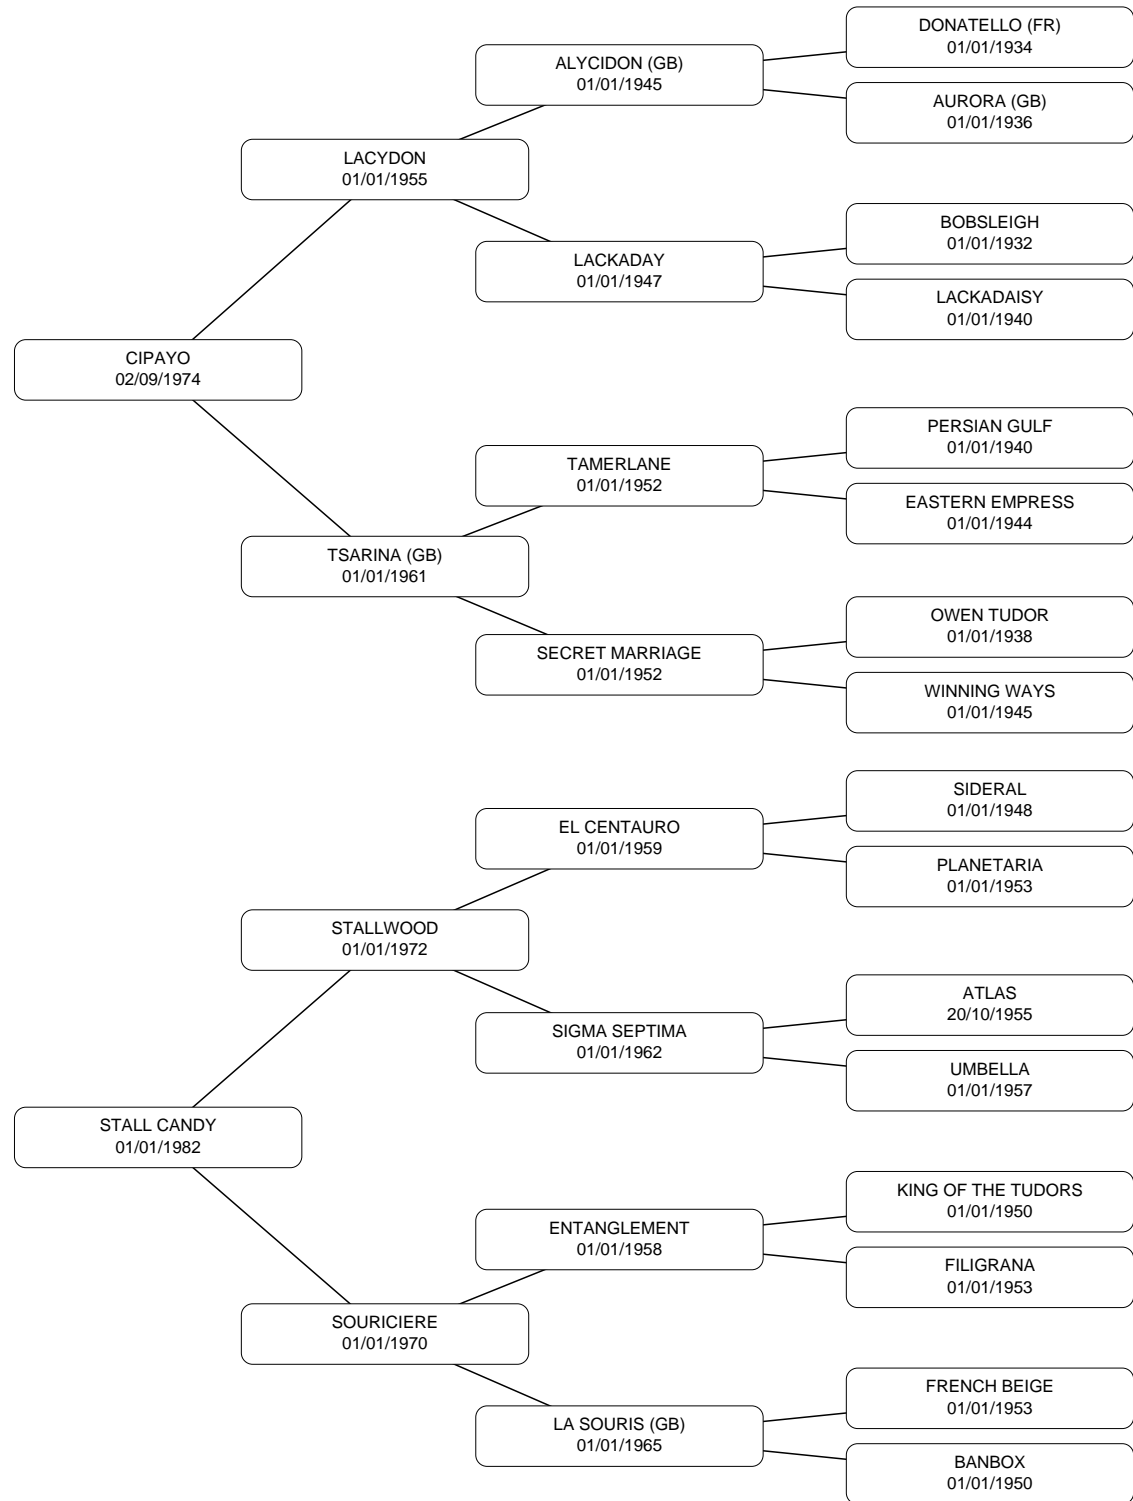 DONATELLO (FR)
01/01/1934
ALYCIDON (GB)
01/01/1945
AURORA (GB)
01/01/1936
LACYDON
01/01/1955
BOBSLEIGH
01/01/1932
LACKADAY
01/01/1947
LACKADAISY
01/01/1940
CIPAYO
02/09/1974
PERSIAN GULF
01/01/1940
TAMERLANE
01/01/1952
EASTERN EMPRESS
01/01/1944
TSARINA (GB)
01/01/1961
OWEN TUDOR
01/01/1938
SECRET MARRIAGE
01/01/1952
WINNING WAYS
01/01/1945
SIDERAL
01/01/1948
EL CENTAURO
01/01/1959
PLANETARIA
01/01/1953
STALLWOOD
01/01/1972
ATLAS
20/10/1955
SIGMA SEPTIMA
01/01/1962
UMBELLA
01/01/1957
STALL CANDY
01/01/1982
KING OF THE TUDORS
01/01/1950
ENTANGLEMENT
01/01/1958
FILIGRANA
01/01/1953
SOURICIERE
01/01/1970
FRENCH BEIGE
01/01/1953
LA SOURIS (GB)
01/01/1965
BANBOX
01/01/1950